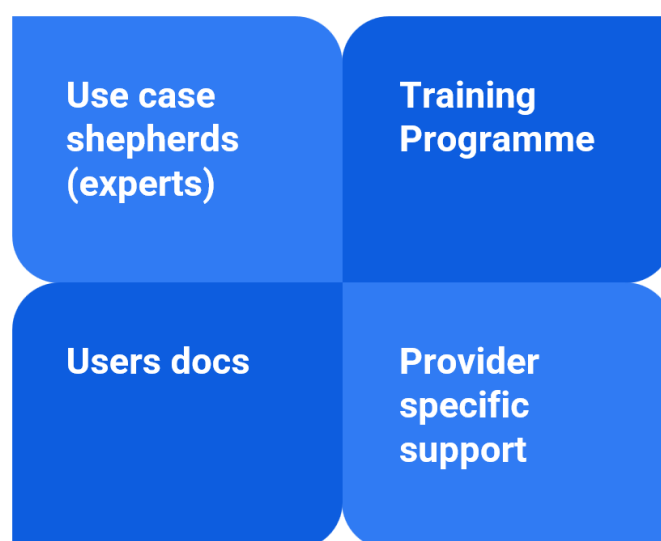 Use case
shepherds
(experts)
Training
Programme
Users docs
Provider
specific
support